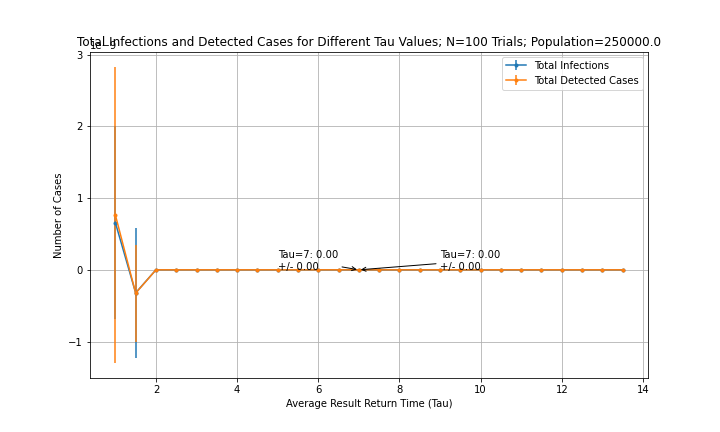 Total Infections and Detected Cases for Different Tau Values; N=100 Trials; Population=250000.0
3
Total Infections
Total Detected Cases
2
1
Number of Cases
Tau=7: 0.00
+/- 0.00
Tau=7: 0.00
+/- 0.00
0
−1
2
4
6
8
10
12
14
Average Result Return Time (Tau)